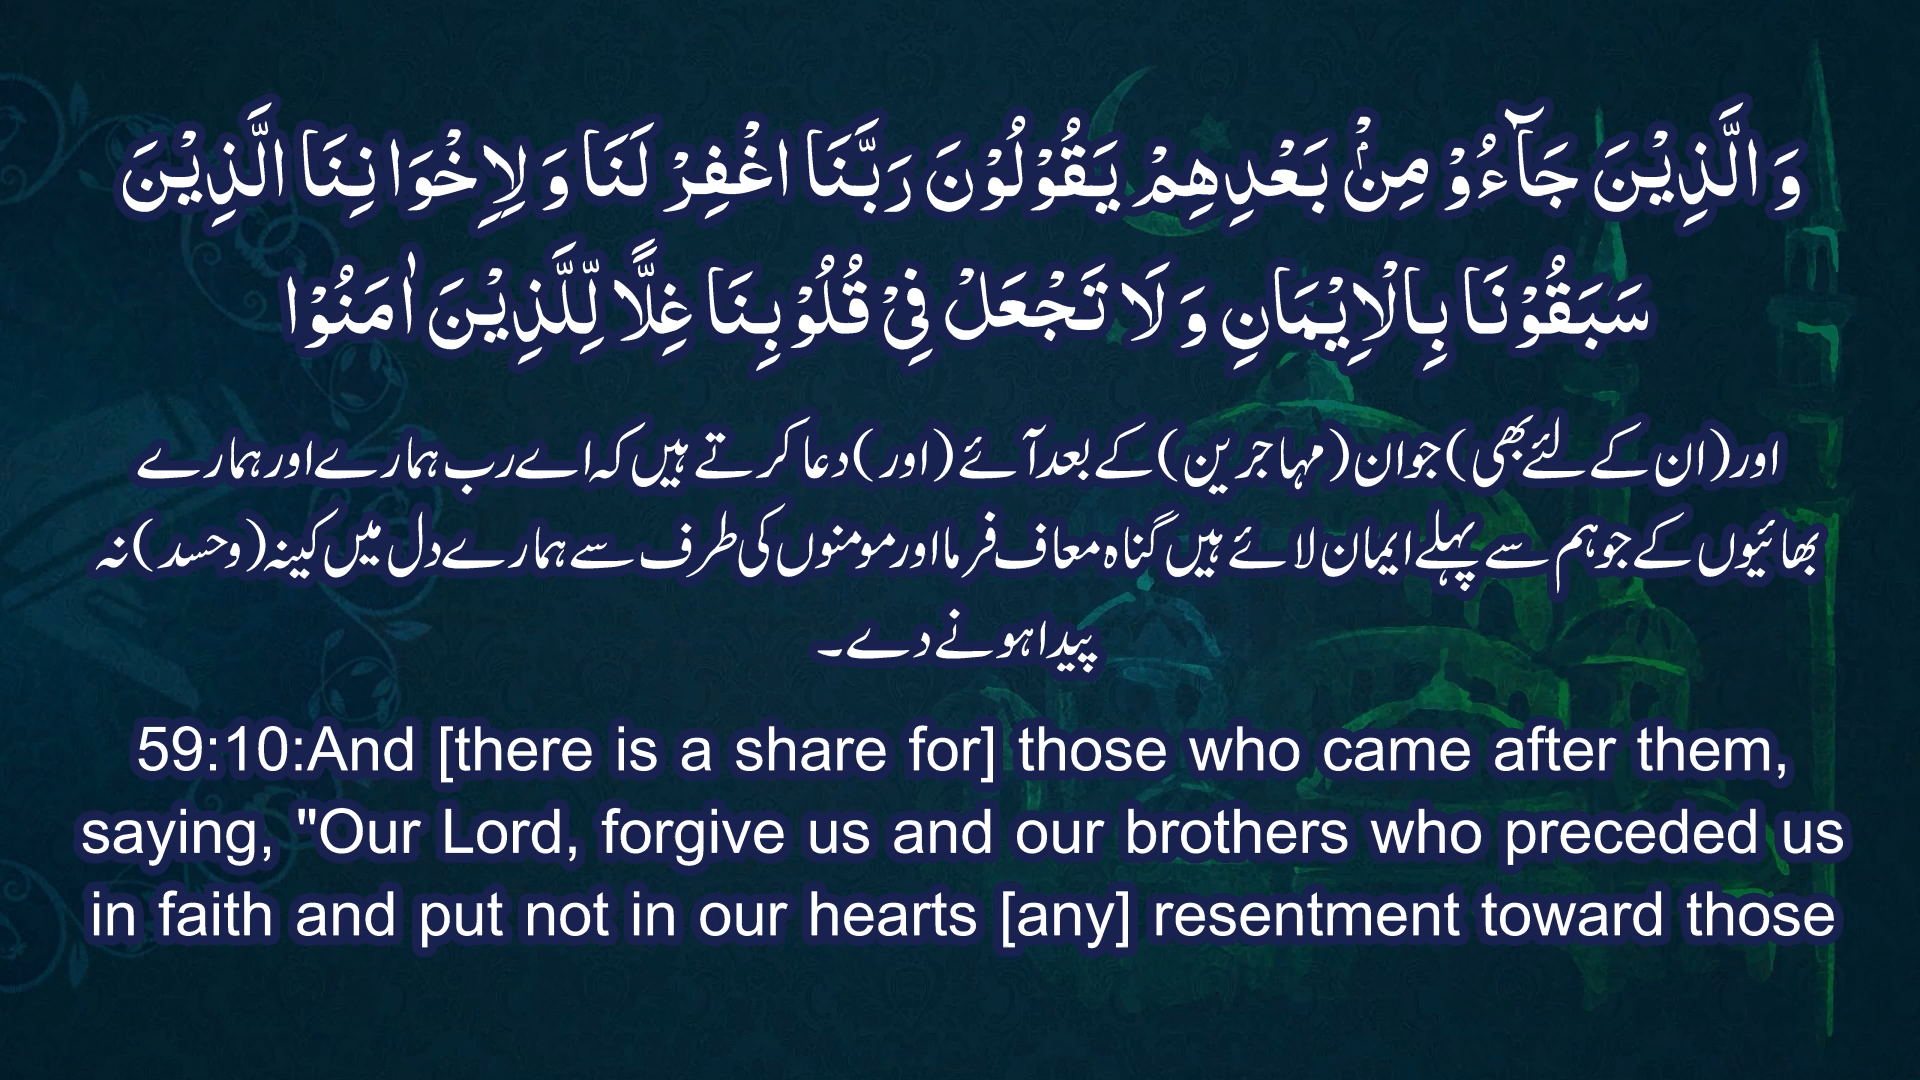 وَالَّذِيْنَ جَآءُوْ مِنْۢ بَعْدِهِمْ يَقُوْلُوْنَ رَبَّنَا اغْفِرْ لَنَا وَلِاِخْوَانِنَا الَّذِيْنَ
سَبَقُوْنَا بِالْاِيْمَانِ وَلَا تَجْعَلْ فِيْ قُلُوْبِنَا غِلًّا لِّلَّذِيْنَ اٰمَنُوْا
اور (ان کے لئے بھی) جو ان (مہاجرین) کے بعد آئے (اور) دعا کرتے ہیں کہ اے رب ہمارے اور ہمارے
بھائیوں کے جو ہم سے پہلے ایمان لائے ہیں گناہ معاف فرما اور مومنوں کی طرف سے ہمارے دل میں کینہ (وحسد) نہ
پیدا ہونے دے۔
59:10:And [there is a share for] those who came after them,
saying, "Our Lord, forgive us and our brothers who preceded us
in faith and put not in our hearts [any] resentment toward those